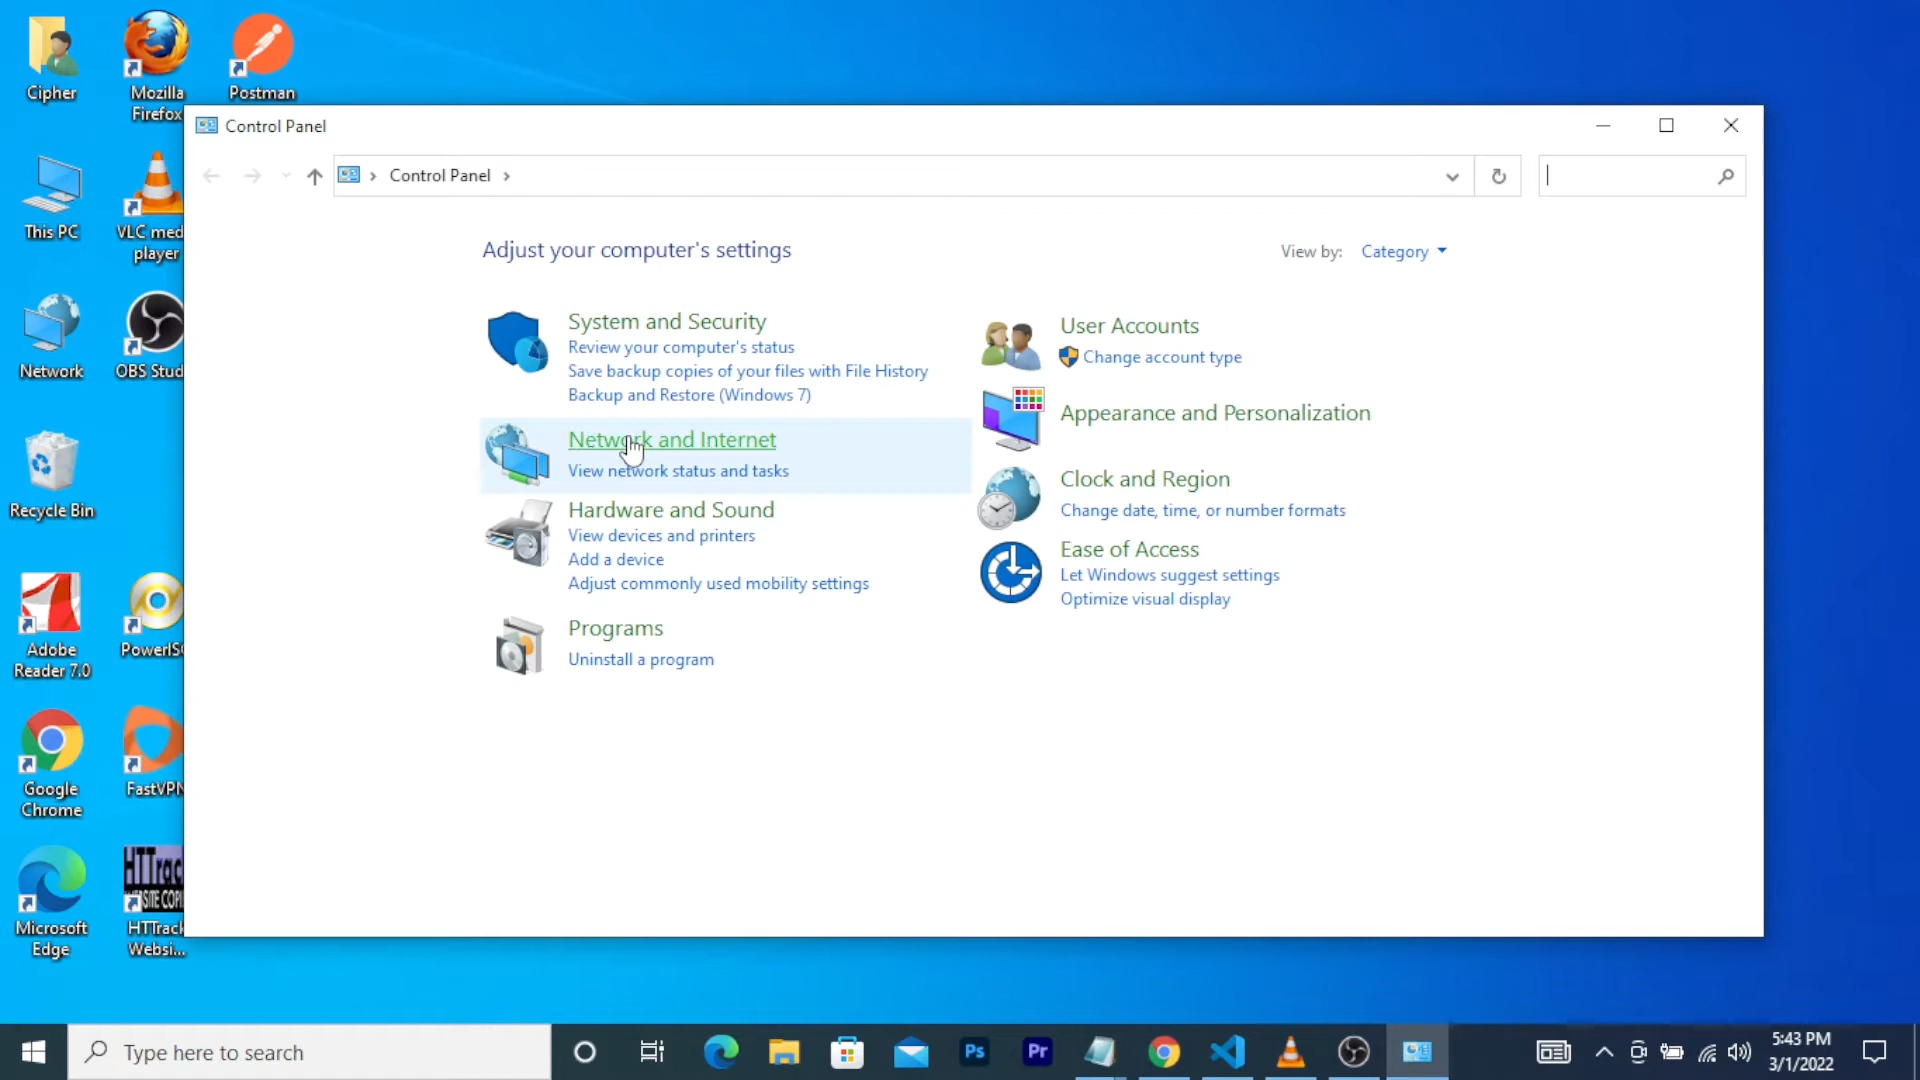 Cipher
Mozilla
Firefox
Postman
This PC
VLC med
player
Network
OBS Stud
Recycle Bin
Adobe
Reader 7.0
PowerIS
Google
Chrome
FastVPN
Microsoft
Edge
HTTrac
WEBSITE COPI
HTTrack
Websi...
Control Panel
Control Panel
Adjust your computer's settings
View by: Category
System and Security
Review your computer's status
Save backup copies of your files with File History
Backup and Restore (Windows 7)
Network and Internet
View network status and tasks
Hardware and Sound
View devices and printers
Add a device
Adjust commonly used mobility settings
Programs
Uninstall a program
User Accounts
Change account type
Appearance and Personalization
Clock and Region
Change date, time, or number formats
Ease of Access
Let Windows suggest settings
Optimize visual display
Type here to search
Ps
Pr
5:43 PM
3/1/2022